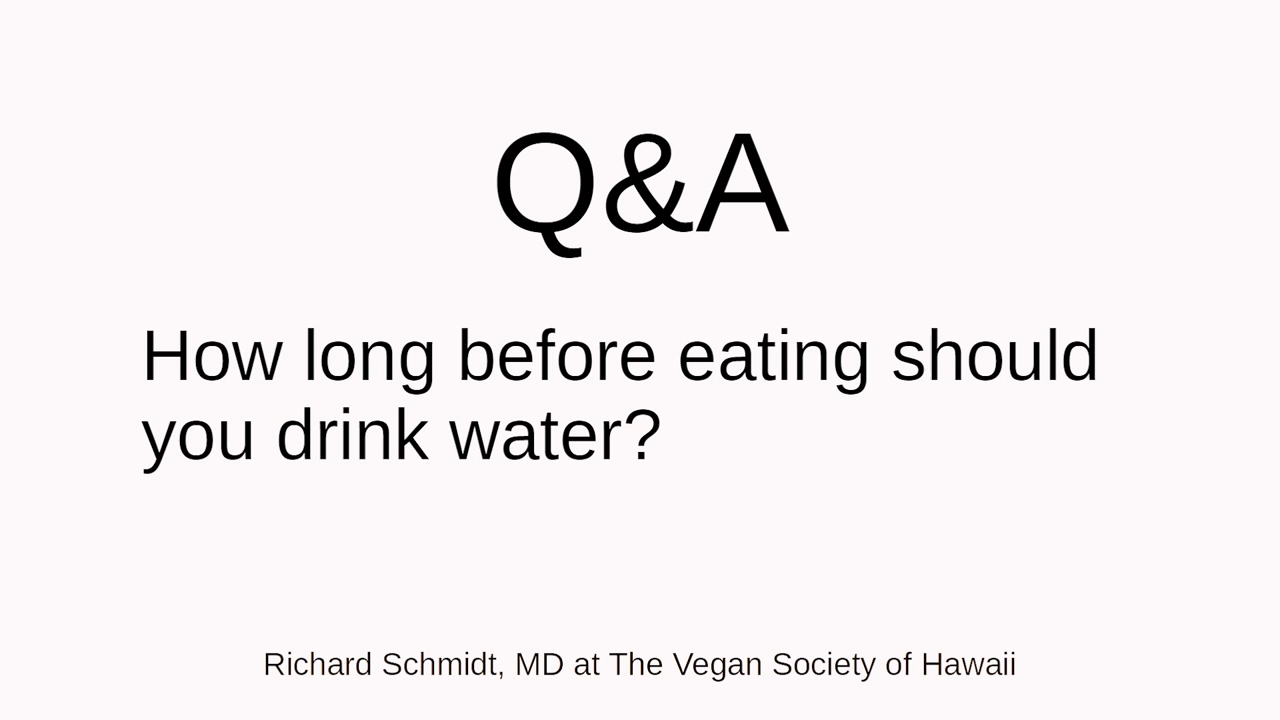 Q&A
How long before eating should
you drink water?
Richard Schmidt, MD at The Vegan Society of Hawaii